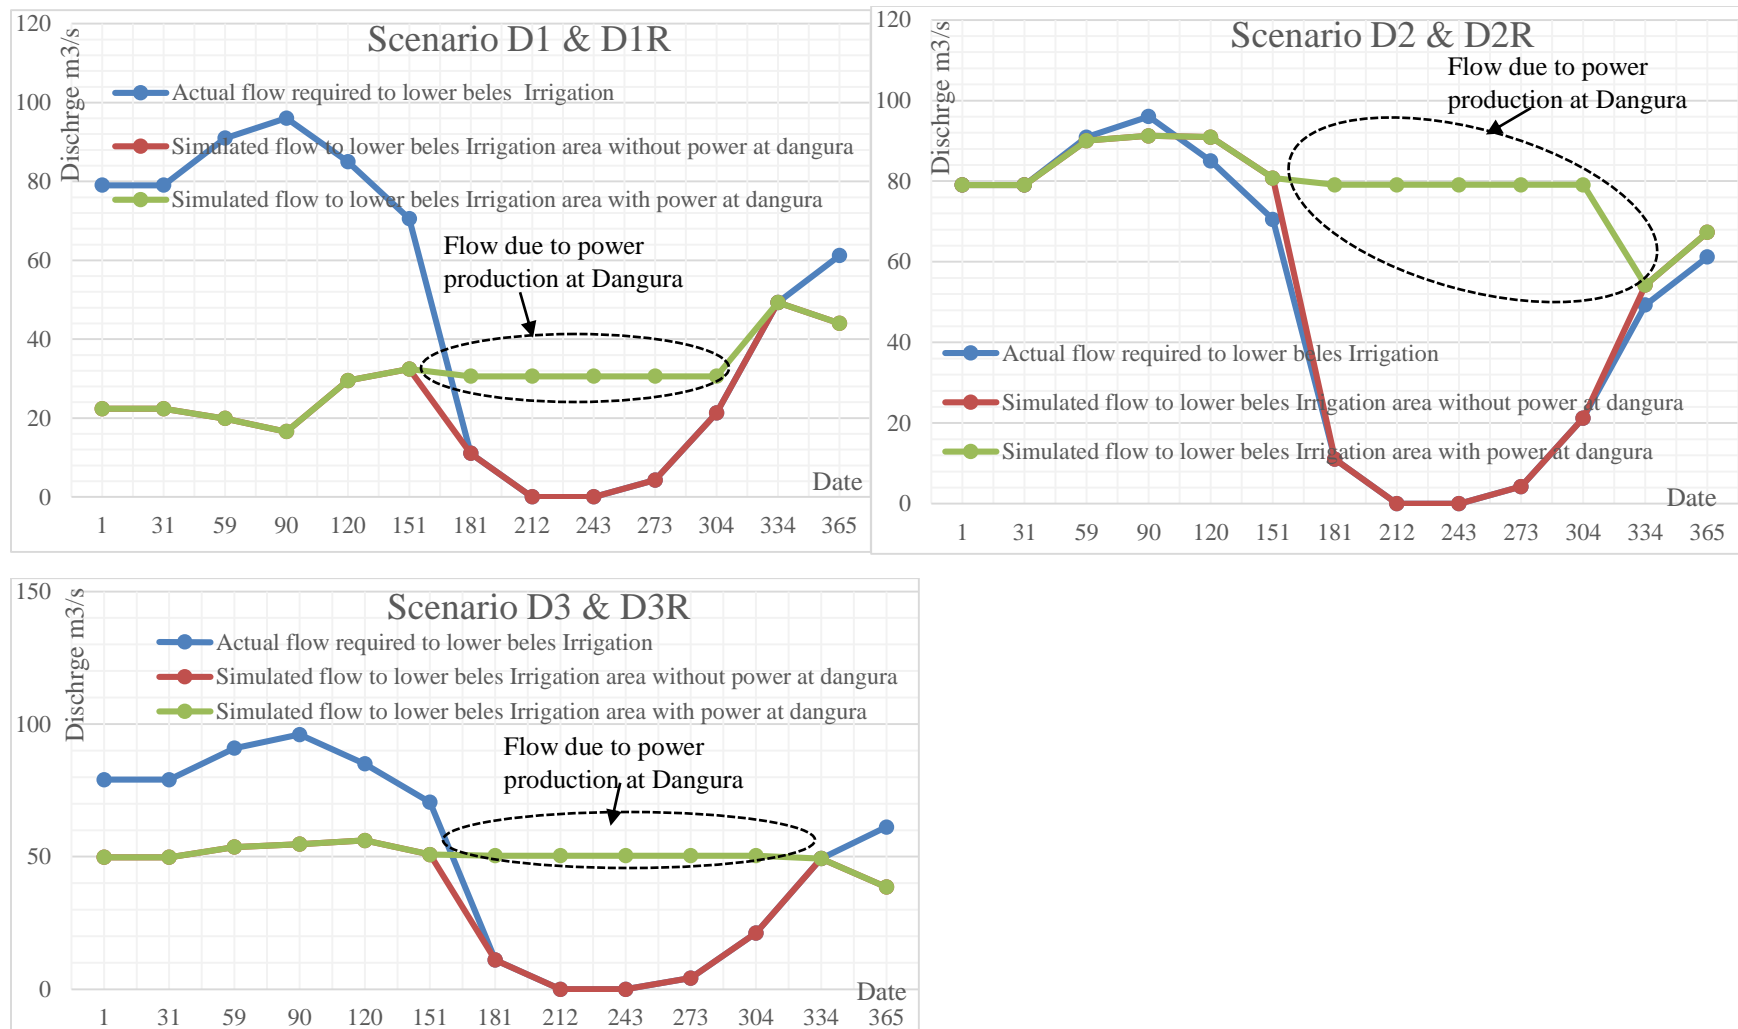 Scenario D1 & D1R
Dischrge m3/s
120
100
80
60
40
20
0
Actual flow required to lower beles Irrigation
Simulated flow to lower beles Irrigation area without power at dangura
Simulated flow to lower beles Irrigation area with power at dangura
Flow due to power
production at Dangura
Date
1 31 59 90 120 151 181 212 243 273 304 334 365
Scenario D2 & D2R
Dischrge m3/s
120
100
80
60
40
20
0
Flow due to power
production at Dangura
Actual flow required to lower beles Irrigation
Simulated flow to lower beles Irrigation area without power at dangura
Simulated flow to lower beles Irrigation area with power at dangura
Date
1 31 59 90 120 151 181 212 243 273 304 334 365
Scenario D3 & D3R
Dischrge m3/s
150
100
50
0
Actual flow required to lower beles Irrigation
Simulated flow to lower beles Irrigation area without power at dangura
Simulated flow to lower beles Irrigation area with power at dangura
Flow due to power
production at Dangura
Date
1 31 59 90 120 151 181 212 243 273 304 334 365